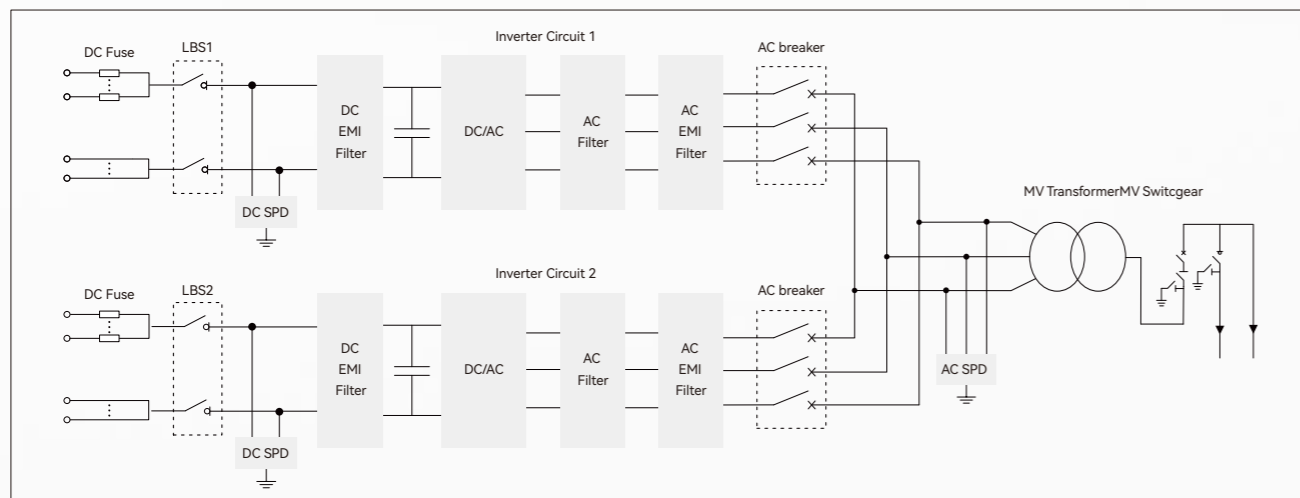 Inverter Circuit 1
DC Fuse
LBS1
AC breaker
DC
EMI
Filter
DC/AC
AC
Filter
AC
EMI
Filter
DC SPD
MV TransformerMV Switcgear
Inverter Circuit 2
DC Fuse
LBS2
AC breaker
DC
EMI
Filter
DC/AC
AC
Filter
AC
EMI
Filter
AC SPD
DC SPD